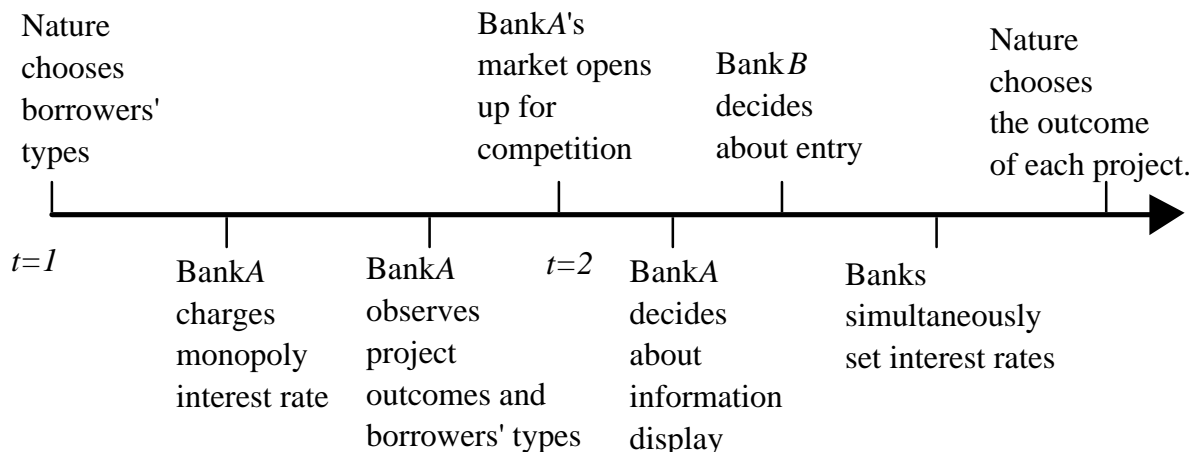 Nature
chooses
borrowers'
types
BankA's
market opens
up for
competition
BankB
decides
about entry
Nature
chooses
the outcome
of each project.
t=1
BankA
charges
monopoly
interest rate
BankA
observes
project
outcomes and
borrowers' types
t=2
BankA
decides
about
information
display
Banks
simultaneously
set interest rates